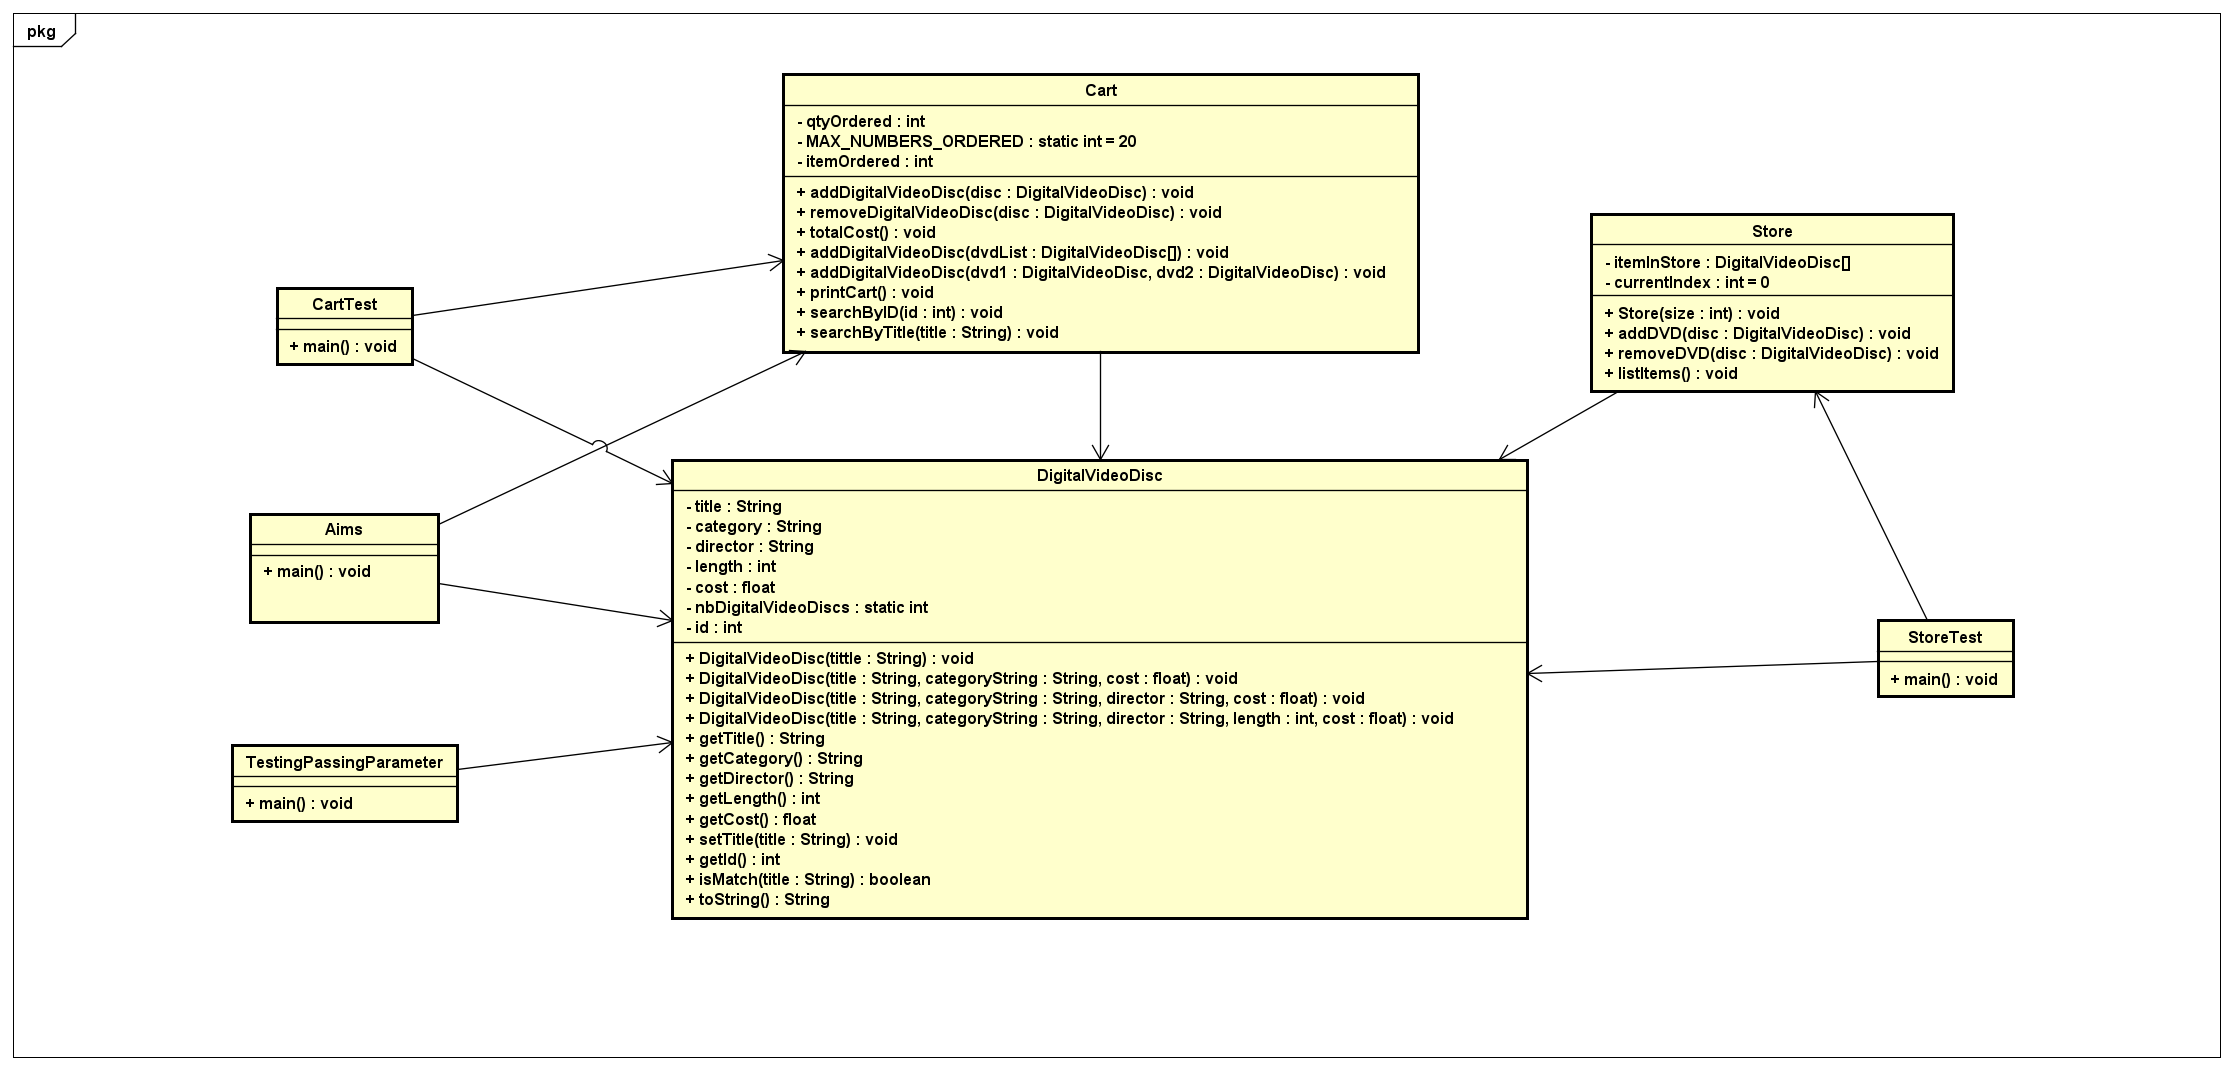 pkg
Cart
- qtyOrdered : int
- MAX_NUMBERS_ORDERED : static int = 20
- itemOrdered : int
+ addDigitalVideoDisc(disc : DigitalVideoDisc) : void
+ removeDigitalVideoDisc(disc : DigitalVideoDisc) : void
+ totalCost() : void
+ addDigitalVideoDisc(dvdList : DigitalVideoDisc[]) : void
+ addDigitalVideoDisc(dvd1 : DigitalVideoDisc, dvd2 : DigitalVideoDisc) : void
+ printCart() : void
+ searchByID(id : int) : void
+ searchByTitle(title : String) : void
Store
- itemInStore : DigitalVideoDisc[]
- currentIndex : int = 0
+ Store(size : int) : void
+ addDVD(disc : DigitalVideoDisc) : void
+ removeDVD(disc : DigitalVideoDisc) : void
+ listItems() : void
CartTest
+ main() : void
Aims
+ main() : void
DigitalVideoDisc
- title : String
- category : String
- director : String
- length : int
- cost : float
- nbDigitalVideoDiscs : static int
- id : int
+ DigitalVideoDisc(tittle : String) : void
+ DigitalVideoDisc(title : String, categoryString : String, cost : float) : void
+ DigitalVideoDisc(title : String, categoryString : String, director : String, cost : float) : void
+ DigitalVideoDisc(title : String, categoryString : String, director : String, length : int, cost : float) : void
+ getTitle() : String
+ getCategory() : String
+ getDirector() : String
+ getLength() : int
+ getCost() : float
+ setTitle(title : String) : void
+ getId() : int
+ isMatch(title : String) : boolean
+ toString() : String
StoreTest
+ main() : void
TestingPassingParameter
+ main() : void